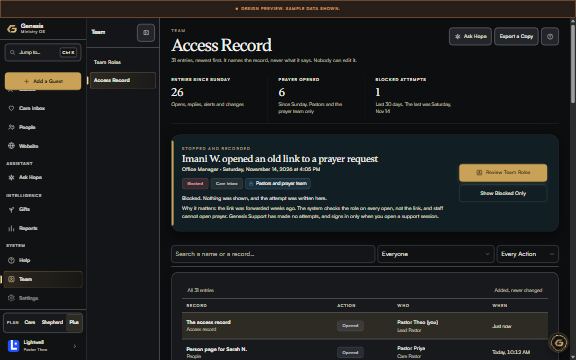 DESIGN PREVIEW. SAMPLE DATA SHOWN.
Genesis
Ministry OS
Jump to...
Ctrl K
+ Add a Guest
Care Inbox
People
Website
ASSISTANT
Ask Hope
INTELLIGENCE
Gifts
Reports
SYSTEM
Help
Team
Settings
PLAN Core Shepherd Plus
Lightwell
Pastor Theo
Team
Team Roles
Access Record
TEAM
Access Record
31 entries, newest first. It names the record, never what it says. Nobody can edit it.
Ask Hope
Export a Copy
ENTRIES SINCE SUNDAY
26
Opens, replies, alerts and changes
PRAYER OPENED
6
Since Sunday, Pastors and the
prayer team only
BLOCKED ATTEMPTS
1
Last 30 days. The last was Saturday,
Nov 14
STOPPED AND RECORDED
Imani W. opened an old link to a prayer request
Office Manager · Saturday, November 14, 2026 at 4:05 PM
Blocked
Care Inbox
Pastors and prayer team
Blocked. Nothing was shown, and the attempt was written here.
Why it matters: the link was forwarded weeks ago. The system checks the role on every open, not the link, and staff
cannot open prayer. Genesis Support has made no attempts, and signs in only when you open a support session.
Review Team Roles
Show Blocked Only
Search a name or a record...
Everyone
Every Action
All 31 entries
Added, never changed
RECORD
ACTION
WHO
WHEN
The access record
Access record
Opened
Pastor Theo (you)
Lead Pastor
Just now
Person page for Sarah N.
People
Opened
Pastor Priya
Care Pastor
Today, 10:12 AM